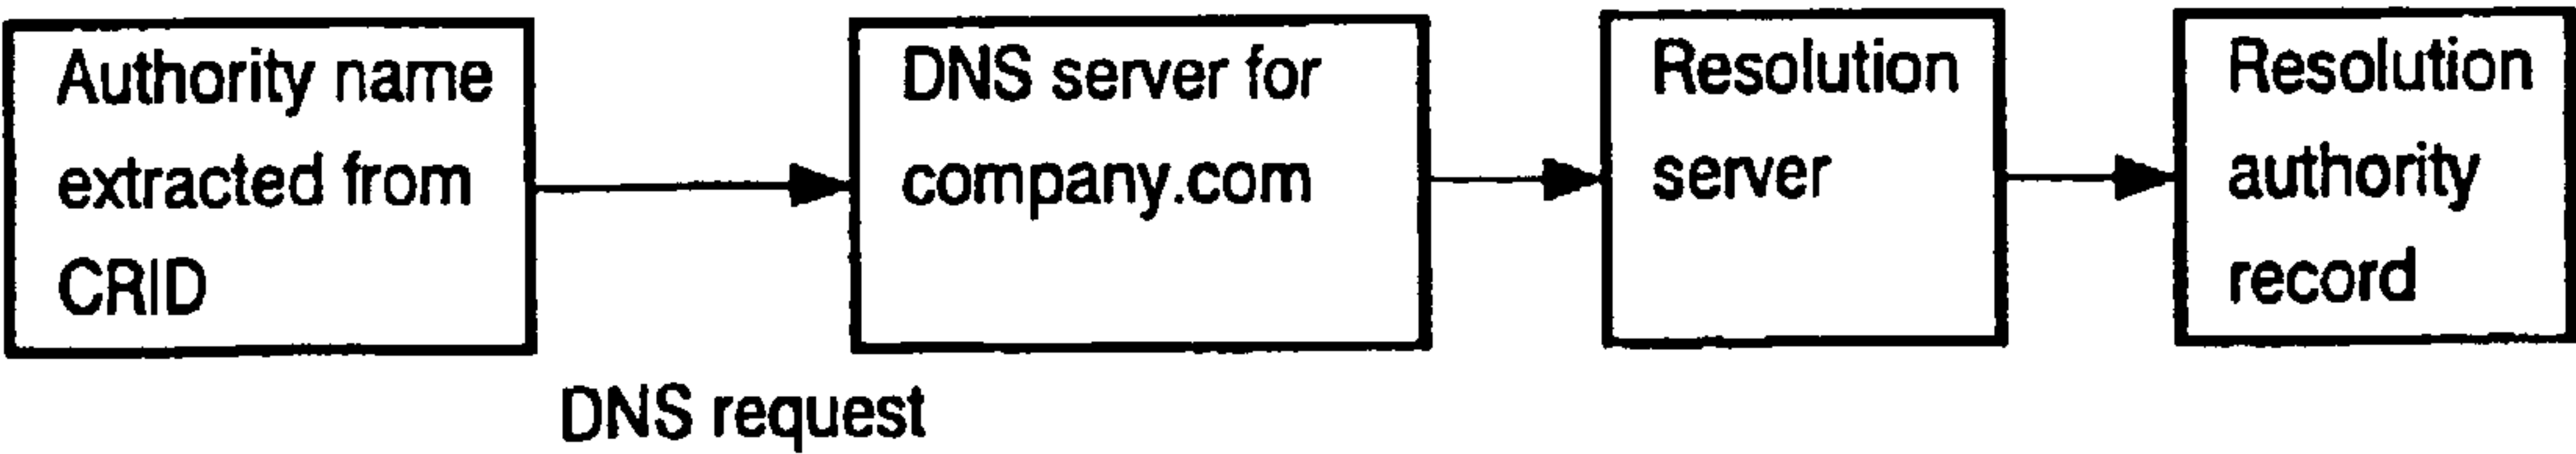 Authority name
extracted from
CRID
DNS server for
company.com
Resolution
server
Resolution
authority
record
DNS request